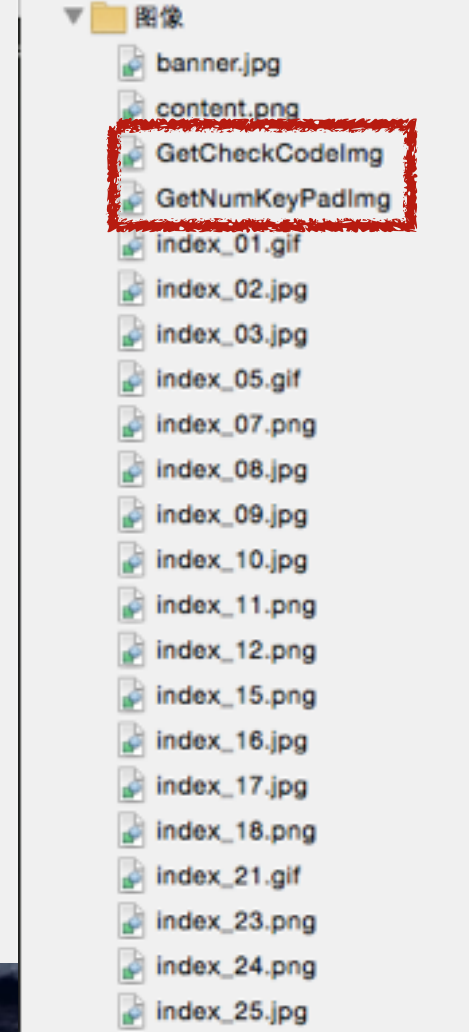 图像
banner.jpg
content.png
GetCheckCodeImg
GetNumKeyPadImg
index_01.gif
index_02.jpg
index_03.jpg
index_05.gif
index_07.png
index_08.jpg
index_09.jpg
index_10.jpg
index_11.png
index_12.png
index_15.png
index_16.jpg
index_17.jpg
index_18.png
index_21.gif
index_23.png
index_24.png
index_25.jpg